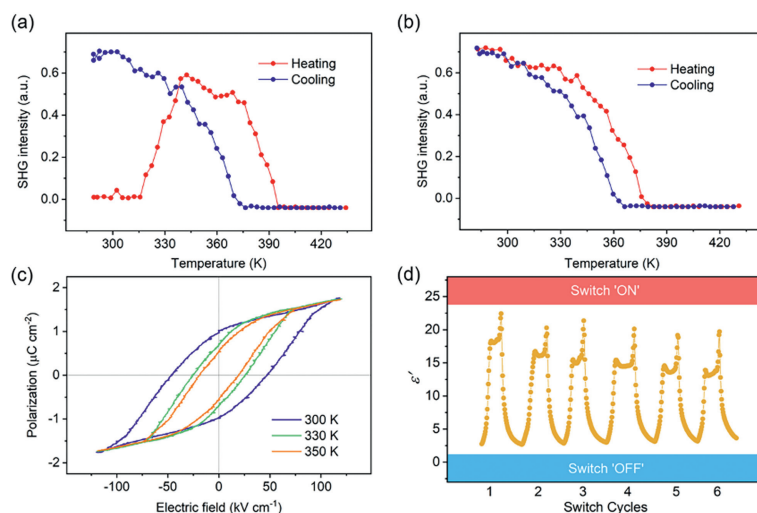 (a)
SHG intensity (a.u.)
0.6
0.4
0.2
0.0
Heating
Cooling
300
330
360
390
420
Temperature (K)
(b)
SHG intensity (a.u.)
0.6
0.4
0.2
0.0
Heating
Cooling
300
330
360
390
420
Temperature (K)
(c)
Polarization (μC cm⁻²)
2
1
0
-1
-2
300 K
330 K
350 K
-100
-50
0
50
100
Electric field (kV cm⁻¹)
(d)
ε′
25
20
15
10
5
0
Switch 'ON'
Switch 'OFF'
1
2
3
4
5
6
Switch Cycles